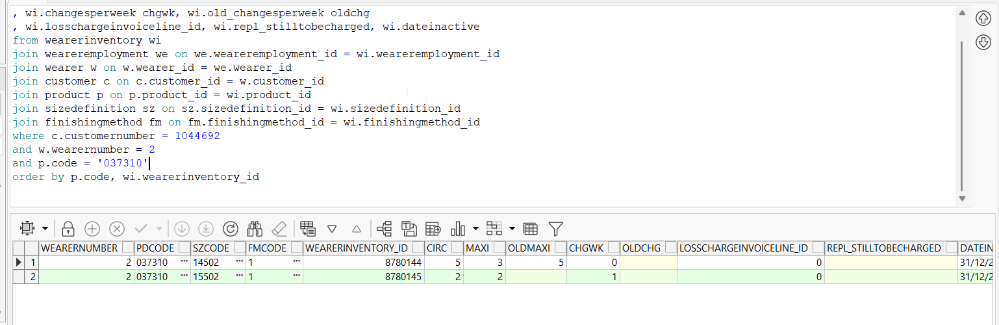 , wi.changesperweek chgwk, wi.old_changesperweek oldchg
, wi.losschargeinvoiceline_id, wi.repl_stilltobecharged, wi.dateinactive
from wearerinventory wi
join weareremployment we on we.weareremployment_id = wi.weareremployment_id
join wearer w on w.wearer_id = we.wearer_id
join customer c on c.customer_id = w.customer_id
join product p on p.product_id = wi.product_id
join sizedefinition sz on sz.sizedefinition_id = wi.sizedefinition_id
join finishingmethod fm on fm.finishingmethod_id = wi.finishingmethod_id
where c.customernumber = 1044692
and w.wearernumber = 2
and p.code = '037310'
order by p.code, wi.wearerinventory_id
WEARERNUMBER PDCODE SZCODE FMCODE WEARERINVENTORY_ID CIRC MAXI OLDMAXI CHGWK OLDCHG LOSSCHARGEINVOICELINE_ID REPL_STILLTOBECHARGED DATEIN
1 2 037310 ... 14502 ... 1 ... 8780144 5 3 5 0 0 31/12/2
2 2 037310 ... 15502 ... 1 ... 8780145 2 2 1 0 31/12/2